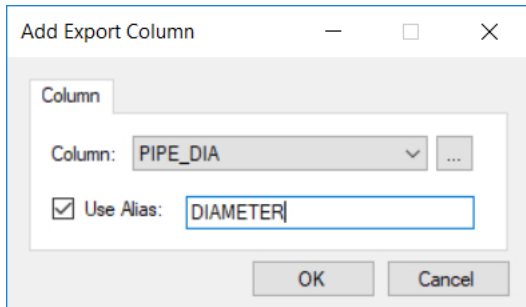 Add Export Column
Column
Column: PIPE_DIA ...
Use Alias: DIAMETER
OK Cancel